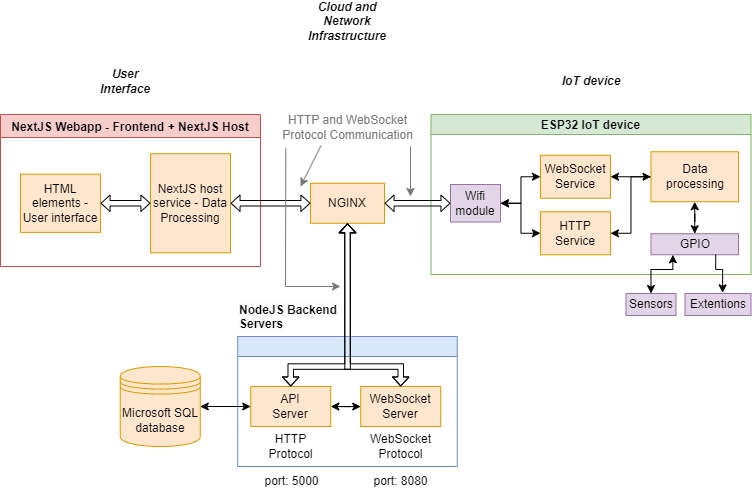 Cloud and
Network
Infrastructure
User
Interface
IoT device
NextJS Webapp - Frontend + NextJS Host
HTTP and WebSocket
Protocol Communication
ESP32 IoT device
HTML
elements -
User interface
NextJS host
service - Data
Processing
NGINX
Wifi
module
WebSocket
Service
HTTP
Service
Data
processing
GPIO
Sensors
Extentions
NodeJS Backend
Servers
Microsoft SQL
database
API
Server
WebSocket
Server
HTTP
Protocol
WebSocket
Protocol
port: 5000
port: 8080